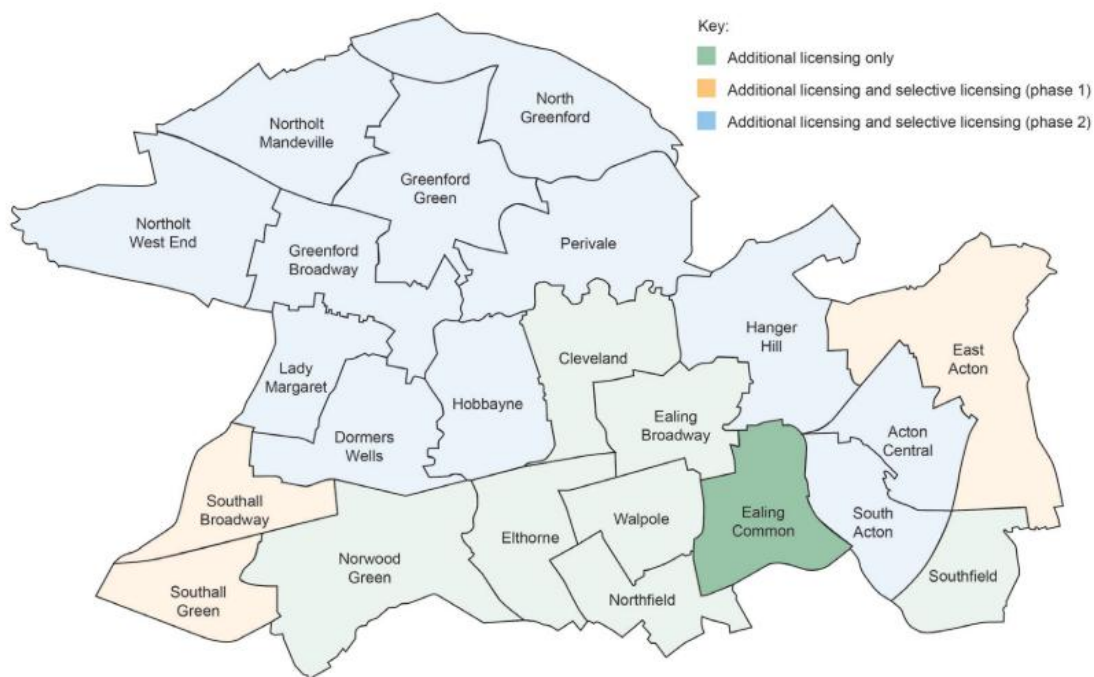 Key:
Additional licensing only
Additional licensing and selective licensing (phase 1)
Additional licensing and selective licensing (phase 2)
North
Greenford
Northolt
Mandeville
Greenford
Green
Northolt
West End
Greenford
Broadway
Perivale
Hanger
Hill
East
Acton
Cleveland
Lady
Margaret
Hobbayne
Ealing
Broadway
Acton
Central
Dormers
Wells
Southall
Broadway
Elthorne
Walpole
Ealing
Common
South
Acton
Norwood
Green
Southall
Green
Northfield
Southfield